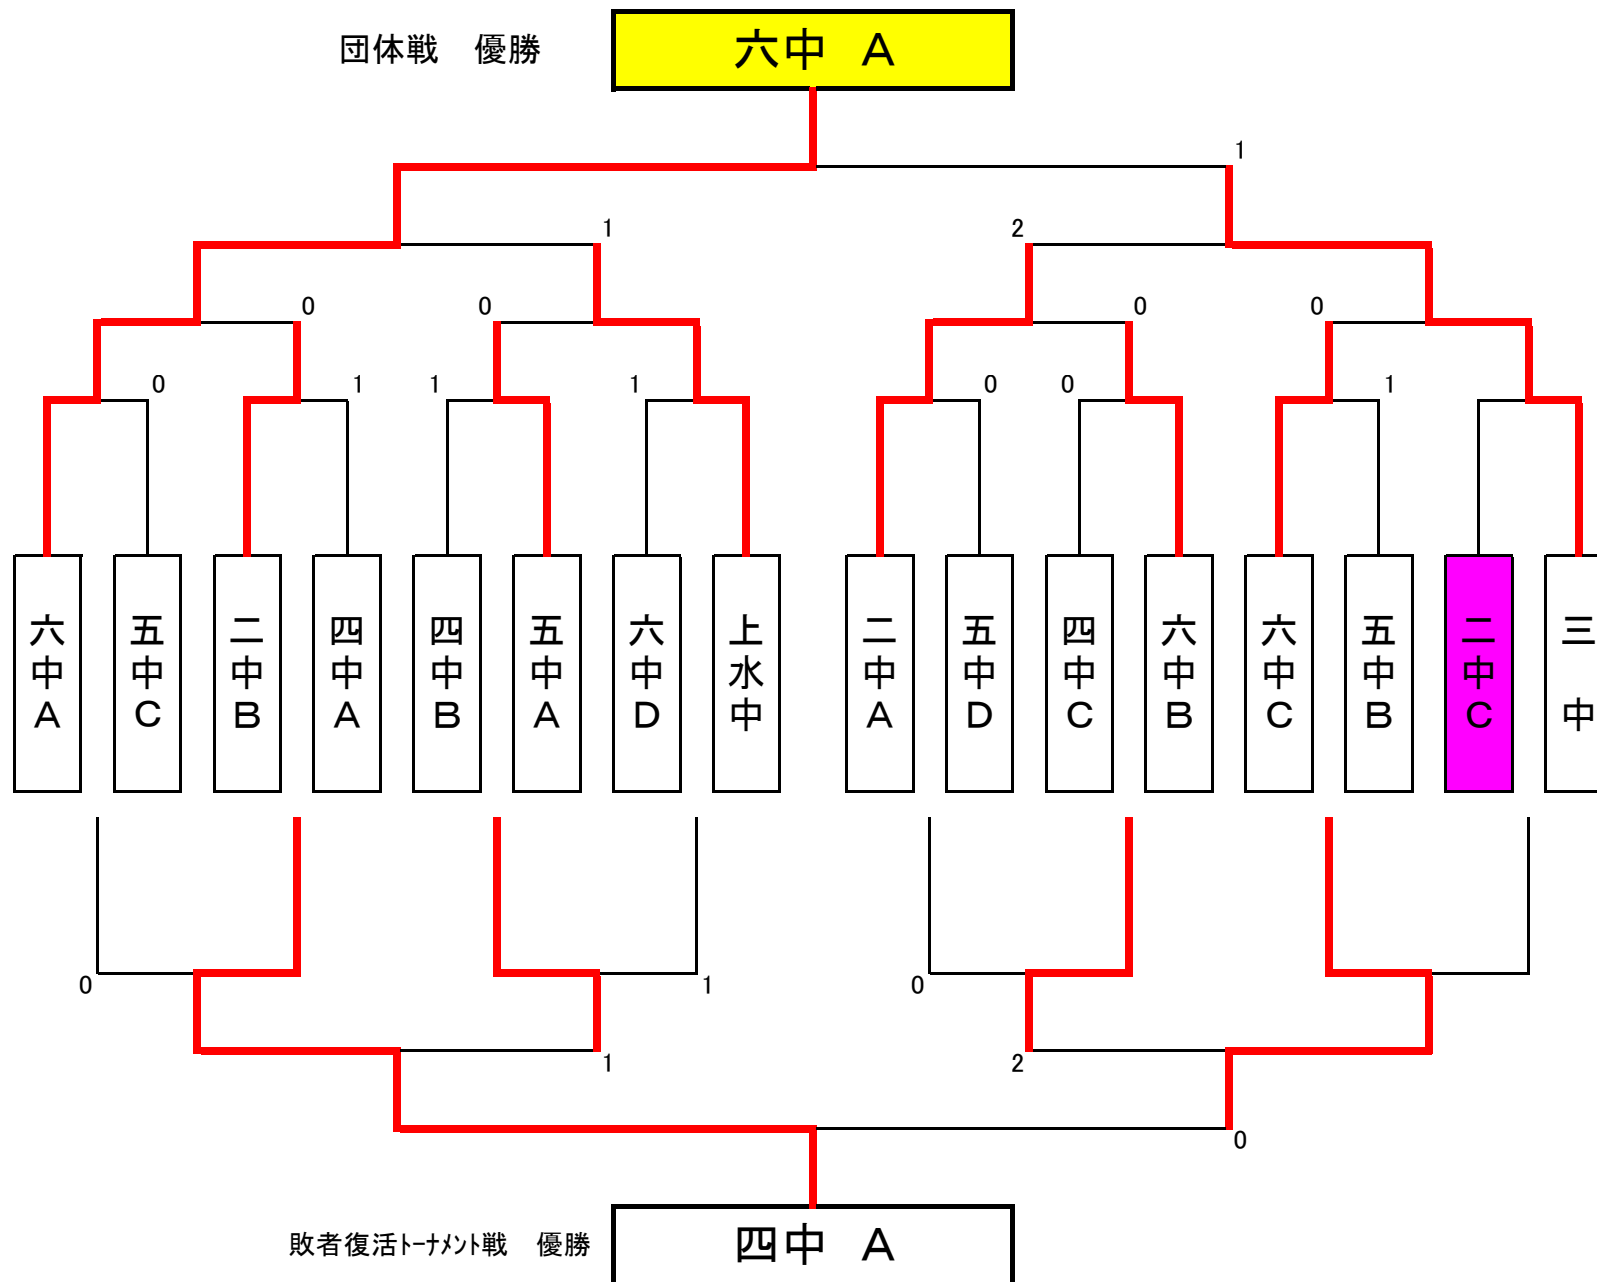 団体戦　優勝
六中　A
1
1
2
0
0
0
0
0
1
1
1
0
0
1
六中A
五中C
二中B
四中A
四中B
五中A
六中D
上水中
二中A
五中D
四中C
六中B
六中C
五中B
二中C
三中
0
1
0
1
2
0
敗者復活トーナメント戦　優勝
四中　A